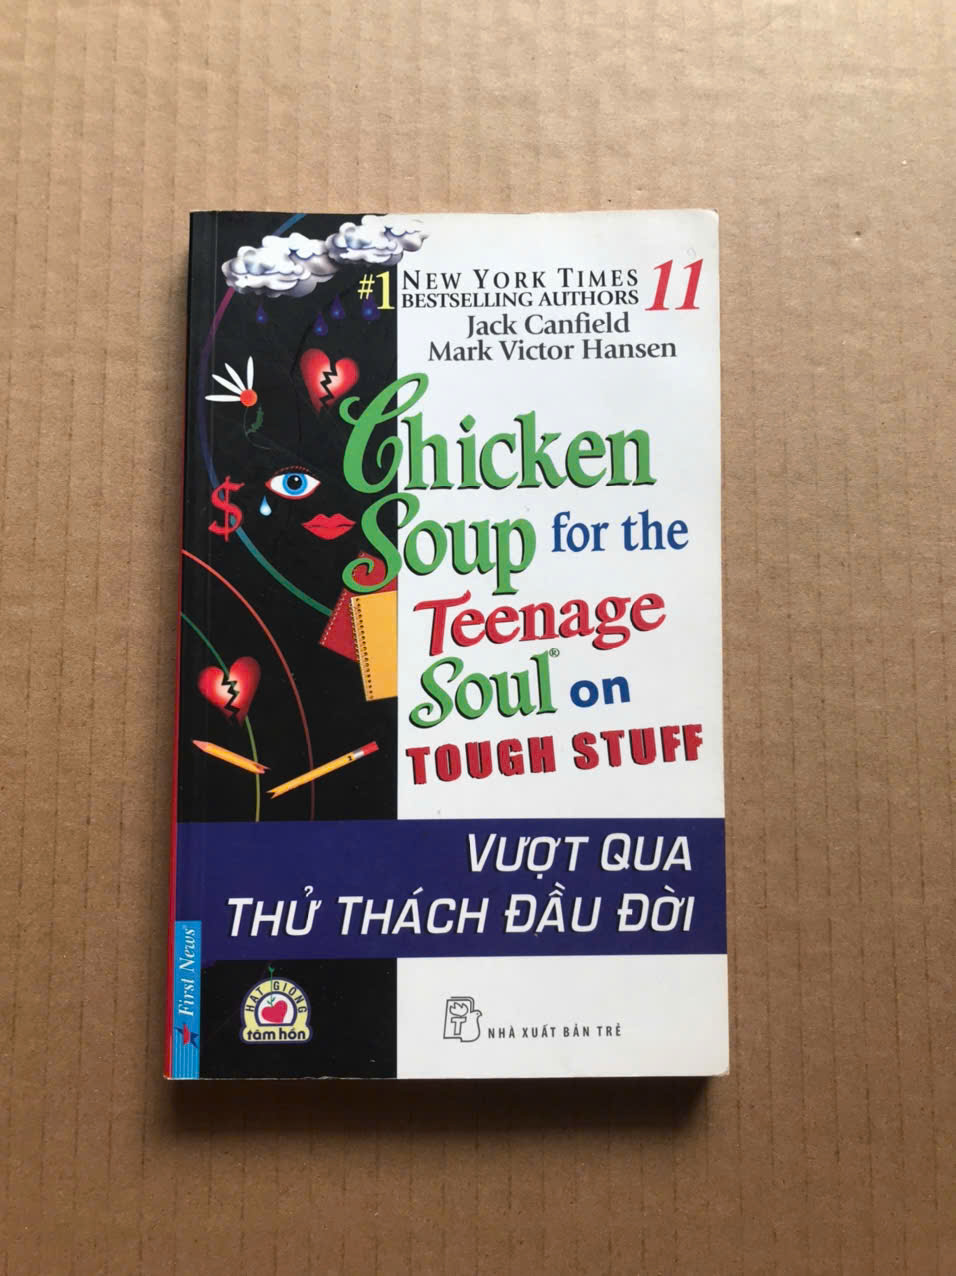 #1 NEW YORK TIMES
BESTSELLING AUTHORS
11
Jack Canfield
Mark Victor Hansen
Chicken
Soup for the
Teenage
Soul® on
TOUGH STUFF
VƯỢT QUA
THỬ THÁCH ĐẦU ĐỜI
First News
HẠT GIỐNG
tâm hồn
NHÀ XUẤT BẢN TRẺ
$